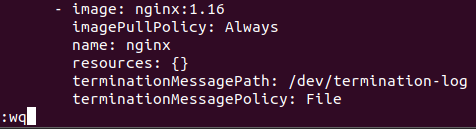 - image: nginx:1.16
imagePullPolicy: Always
name: nginx
resources: {}
terminationMessagePath: /dev/termination-log
terminationMessagePolicy: File
:wq